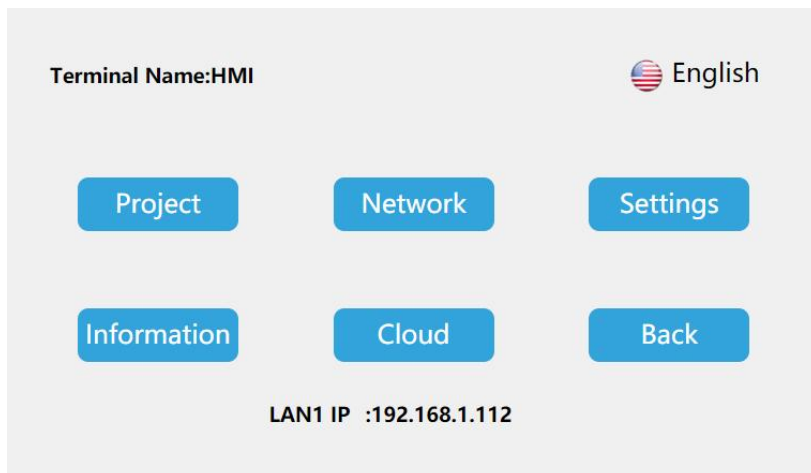 Terminal Name:HMI
English
Project
Network
Settings
Information
Cloud
Back
LAN1 IP :192.168.1.112